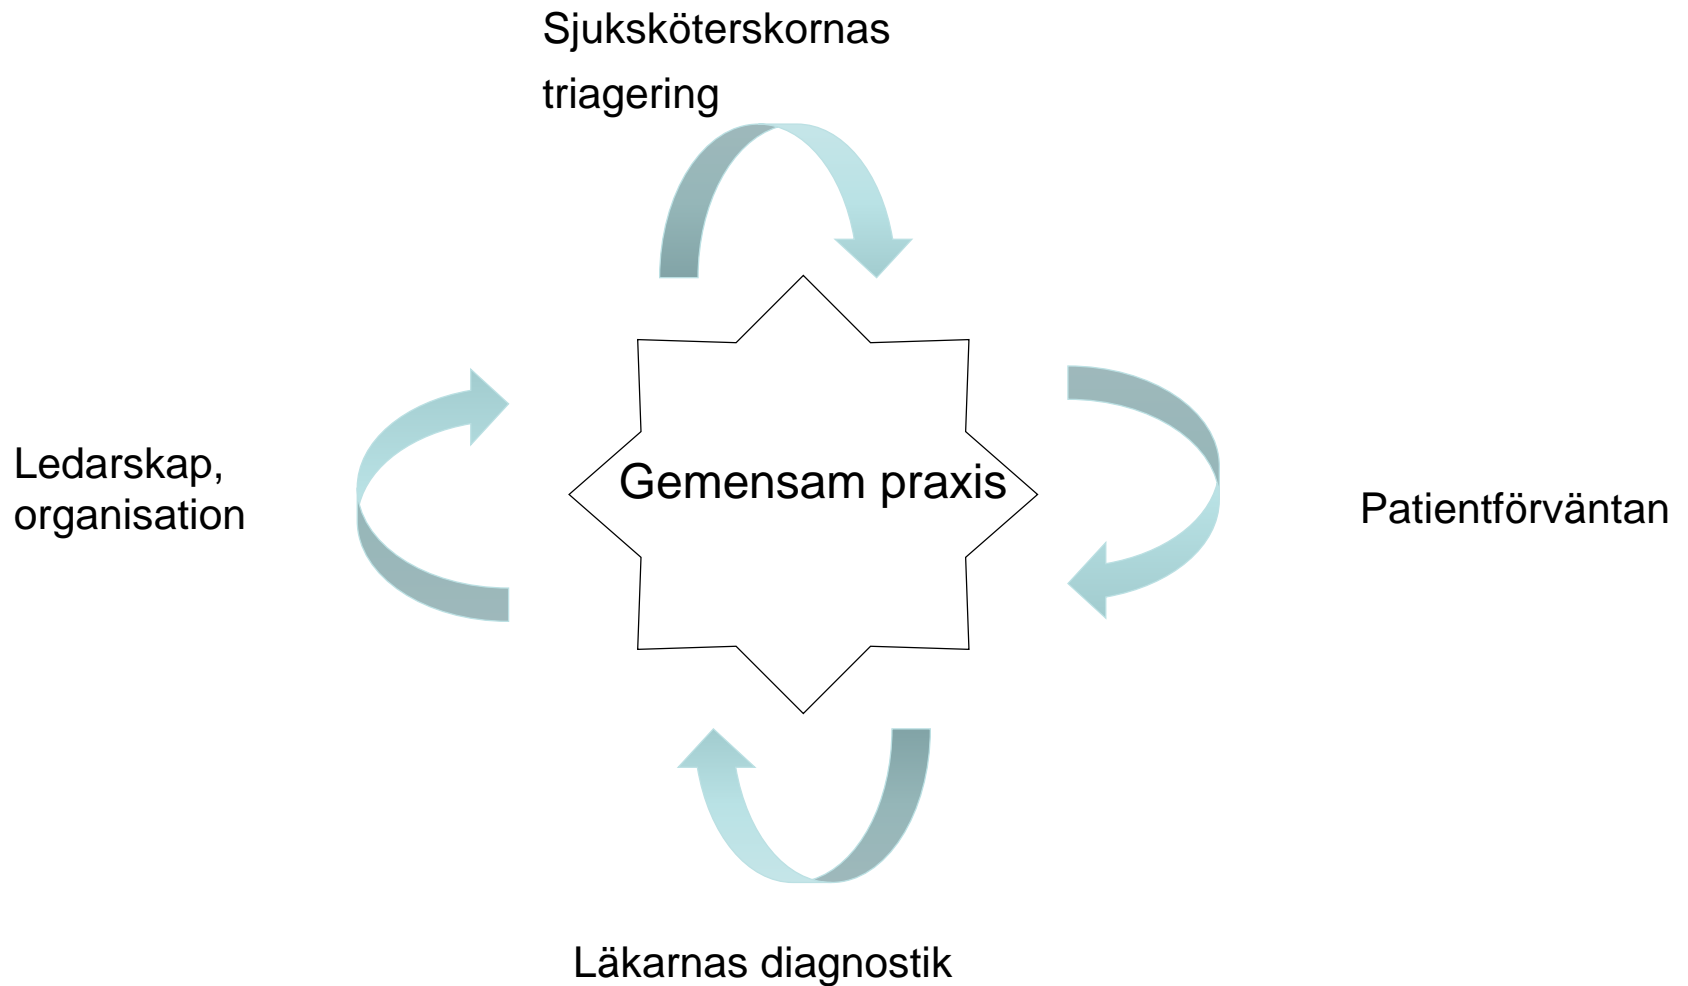 Sjuksköterskornas
triagering
Ledarskap,
organisation
Gemensam praxis
Patientförväntan
Läkarnas diagnostik